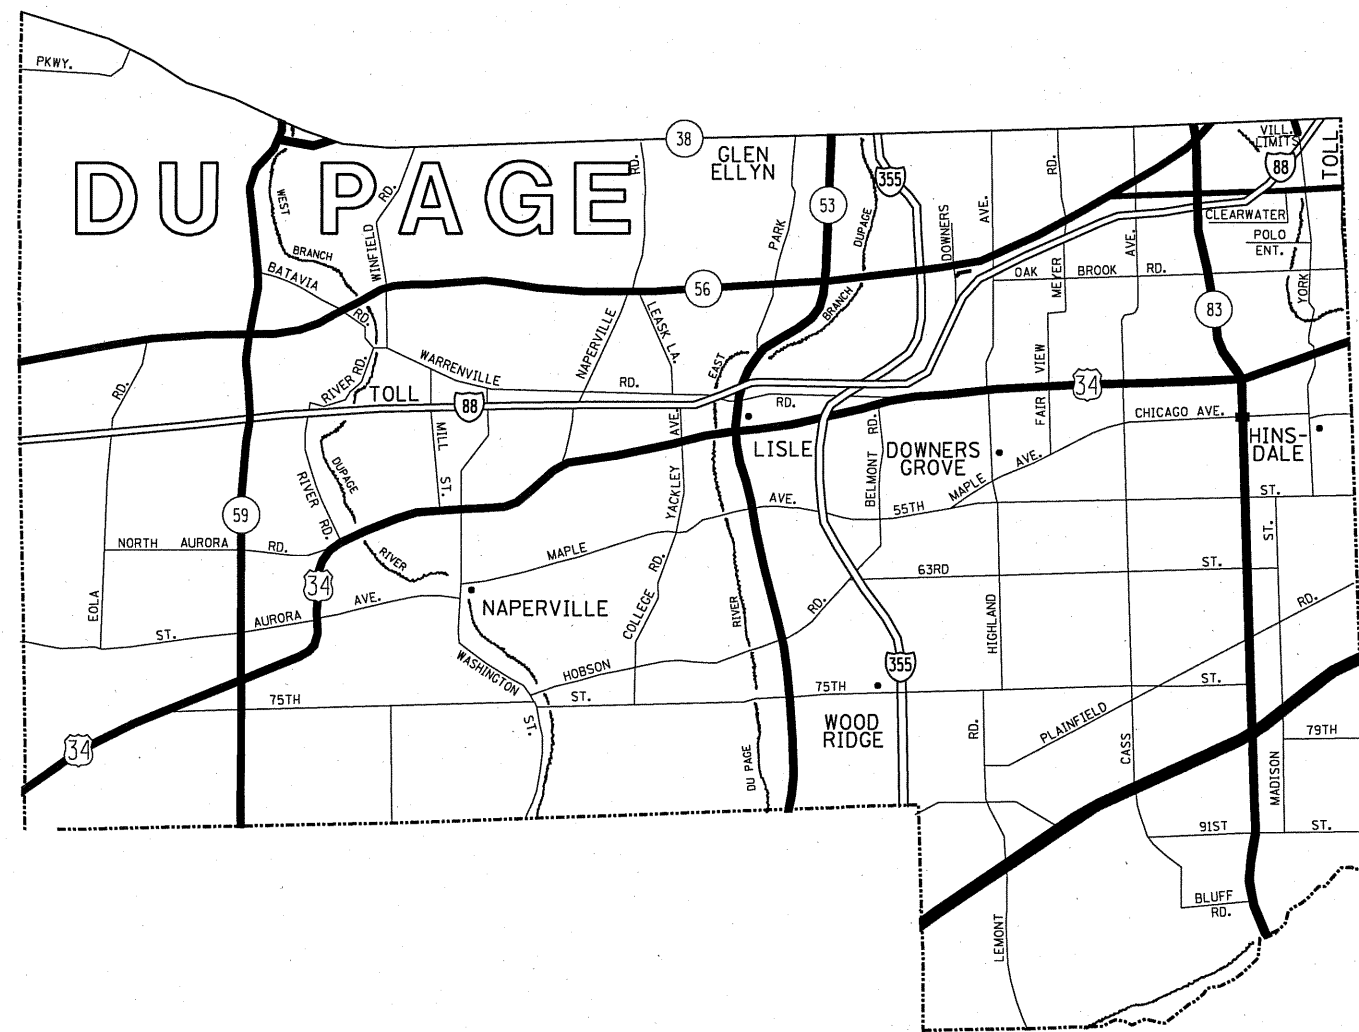 PKWY.
DU PAGE
38
GLEN
ELLYN
355
VILL.
LIMITS
88
TOLL
WEST
BRANCH
WINFIELD
RD.
RD.
PARK
53
DUPAGE
BRANCH
DOWNERS
AVE.
RD.
MEYER
AVE.
CLEARWATER
POLO
ENT.
YORK
BATAVIA
RD.
56
OAK BROOK RD.
83
NAPERVILLE
LEASK LA.
EAST
WARRENVILLE
RD.
RD.
RIVER RD.
TOLL
88
RD.
34
FAIR VIEW
CHICAGO AVE.
MILL
ST.
AVE.
YACKLEY
LISLE
BELMONT
RD.
DOWNERS
GROVE
HINS-
DALE
DUPAGE
RIVER
RIVER
RD.
59
AVE.
55TH
MAPLE
AVE.
ST.
NORTH AURORA RD.
MAPLE
RD.
COLLEGE
63RD
ST.
ST.
34
EOLA
ST.
AURORA
AVE.
NAPERVILLE
RIVER
RD.
HIGHLAND
RD.
WASHINGTON
ST.
HOBSON
355
75TH
ST.
75TH
ST.
WOOD
RIDGE
RD.
PLAINFIELD
CASS
MADISON
79TH
34
DU PAGE
91ST
ST.
BLUFF
RD.
LEMONT